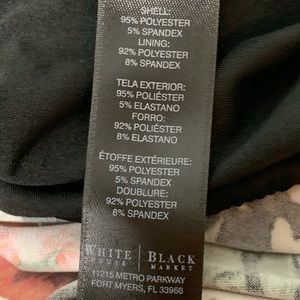 SHELL:
95% POLYESTER
5% SPANDEX
LINING:
92% POLYESTER
8% SPANDEX
TELA EXTERIOR:
95% POLIÉSTER
5% ELASTANO
FORRO:
92% POLIÉSTER
8% ELASTANO
ÉTOFFE EXTÉRIEURE:
95% POLYESTER
5% SPANDEX
DOUBLURE:
92% POLYESTER
8% SPANDEX
WHITE HOUSE | BLACK MARKET
11215 METRO PARKWAY
FORT MYERS, FL 33966